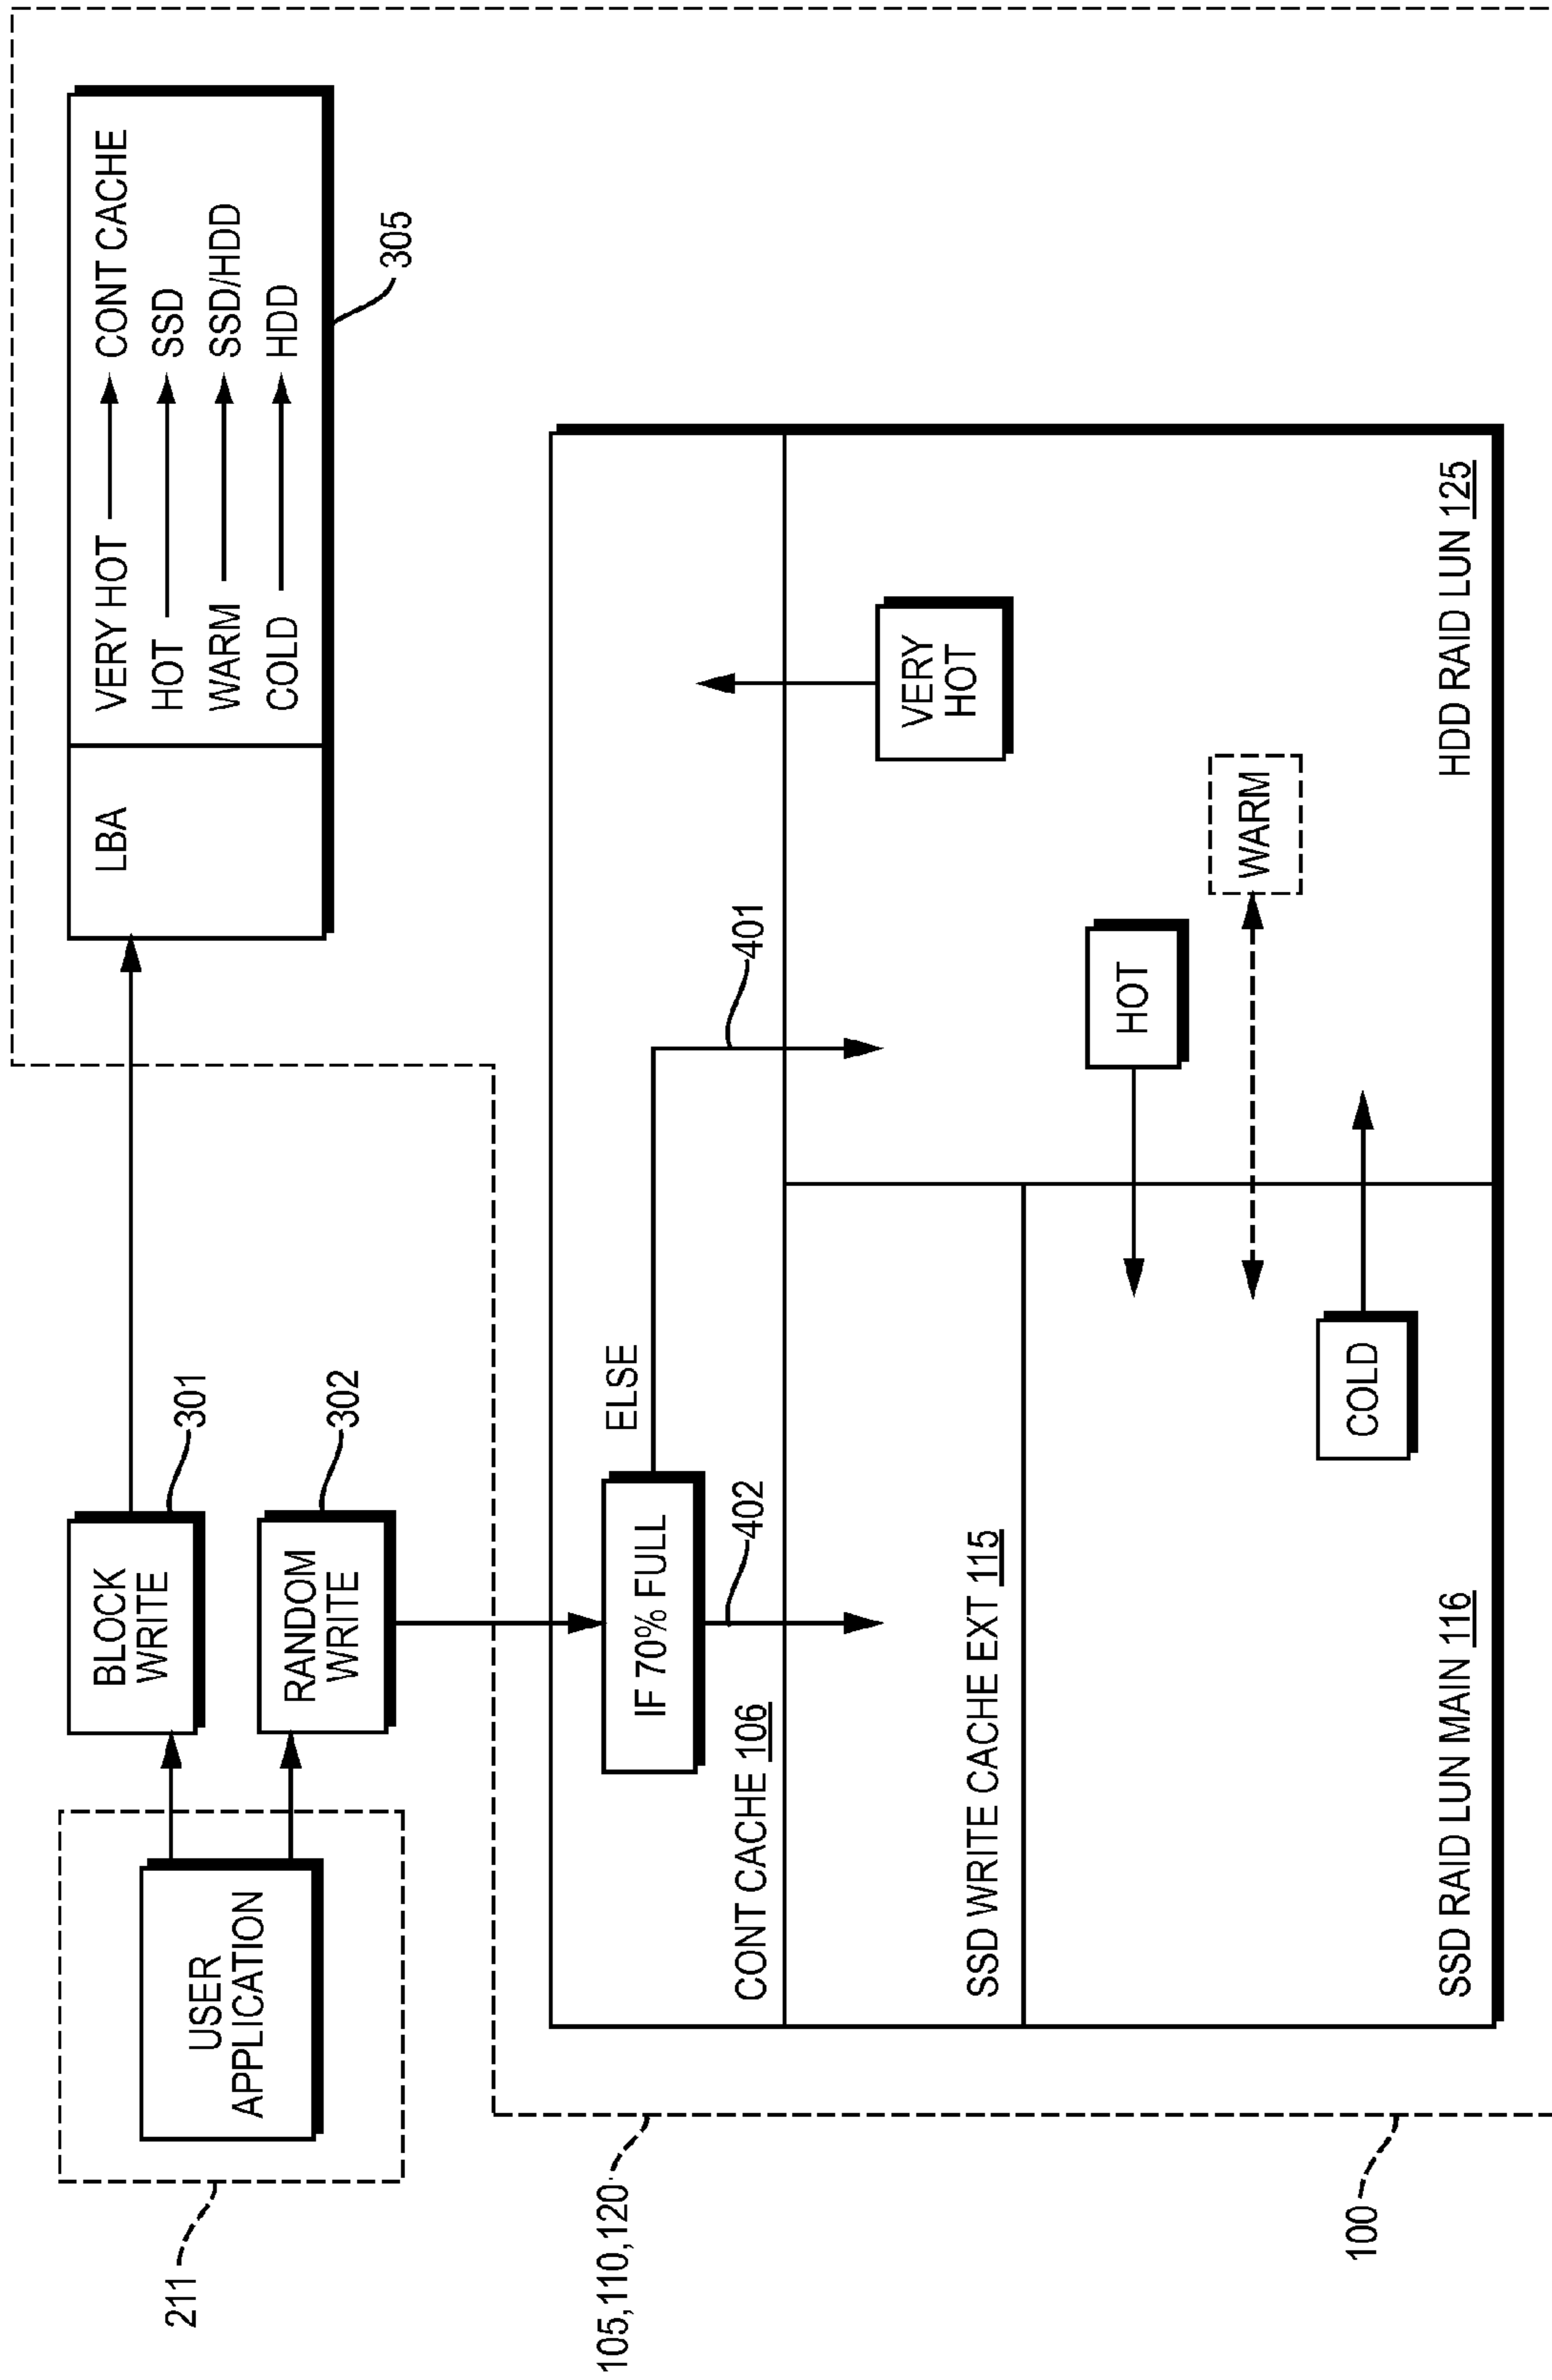 211
USER
APPLICATION
BLOCK
WRITE
301
RANDOM
WRITE
302
LBA
VERY HOT
CONT CACHE
HOT
SSD
WARM
SSD/HDD
COLD
HDD
305
105,110,120
IF 70% FULL
ELSE
402
401
CONT CACHE 106
SSD WRITE CACHE EXT 115
VERY
HOT
HOT
WARM
COLD
SSD RAID LUN MAIN 116
HDD RAID LUN 125
100